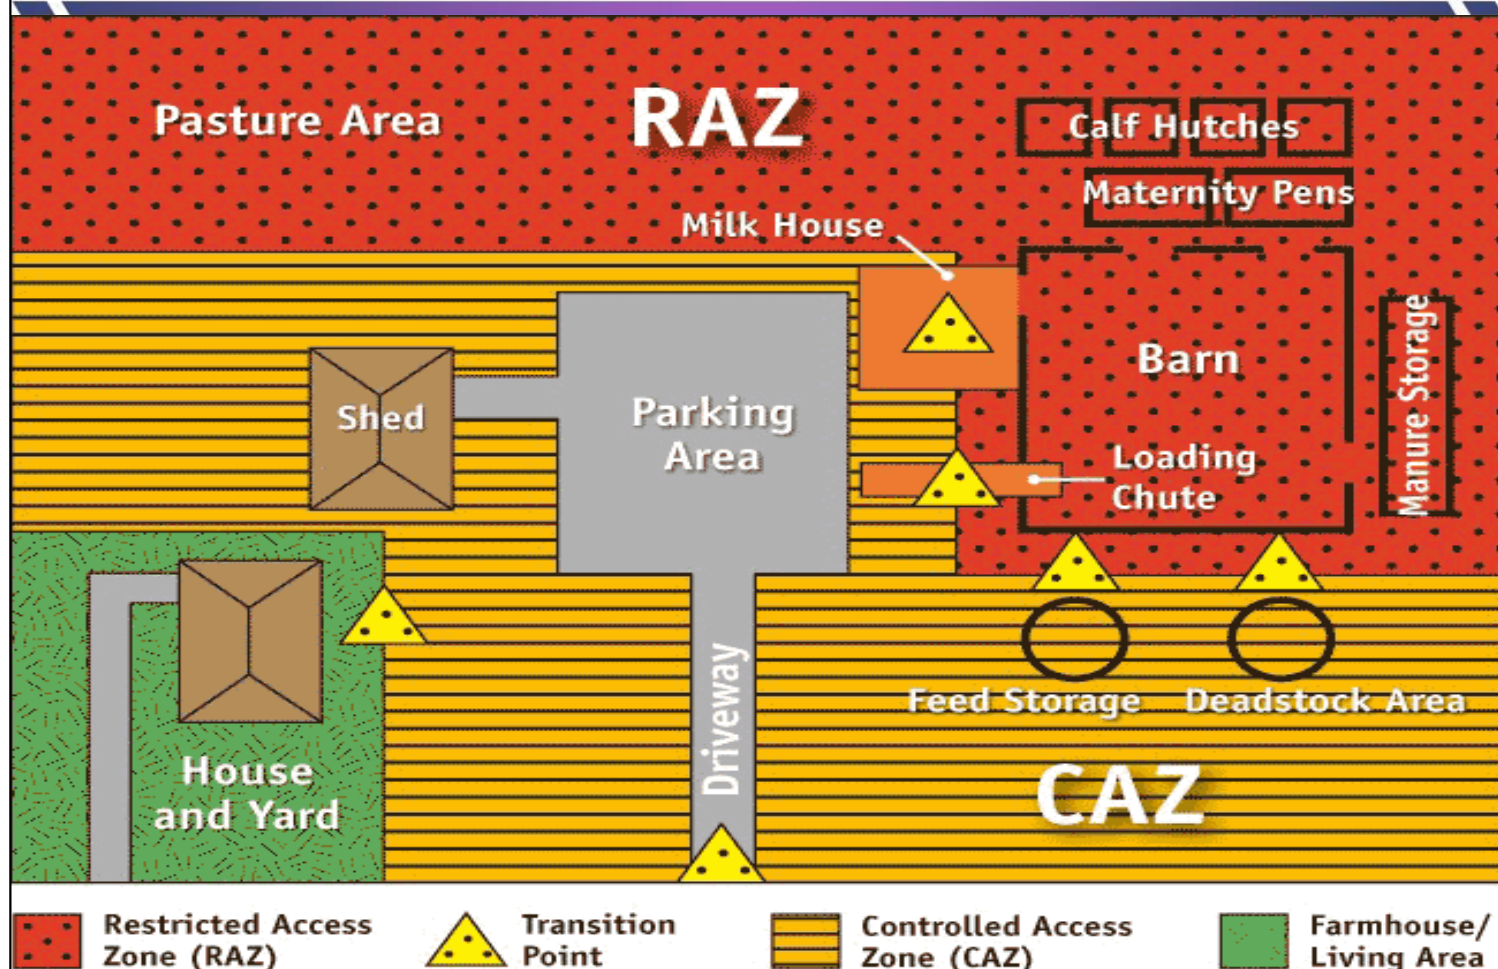 Pasture Area
RAZ
Calf Hutches
Maternity Pens
Milk House
Barn
Manure Storage
Shed
Parking
Area
Loading
Chute
Driveway
Feed Storage
Deadstock Area
House
and Yard
CAZ
Restricted Access
Zone (RAZ)
Transition
Point
Controlled Access
Zone (CAZ)
Farmhouse/
Living Area